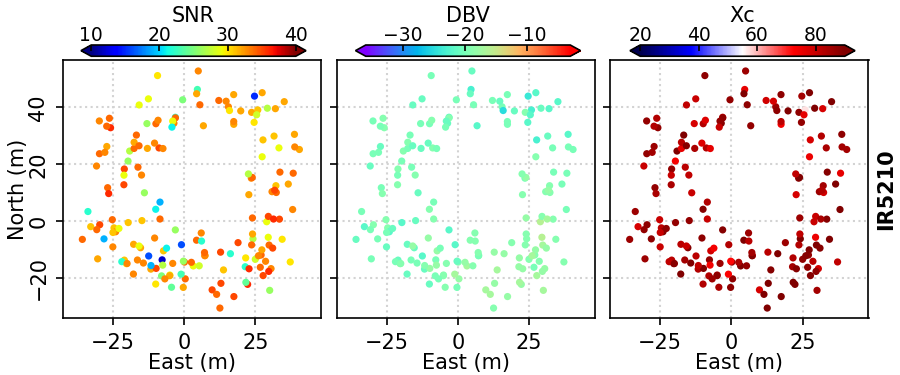 SNR DBV Xc
10 20 30 40 −30 −20 −10 20 40 60 80
40
20
0
−20
North (m)
IR5210
−25 0 25 −25 0 25 −25 0 25
East (m) East (m) East (m)